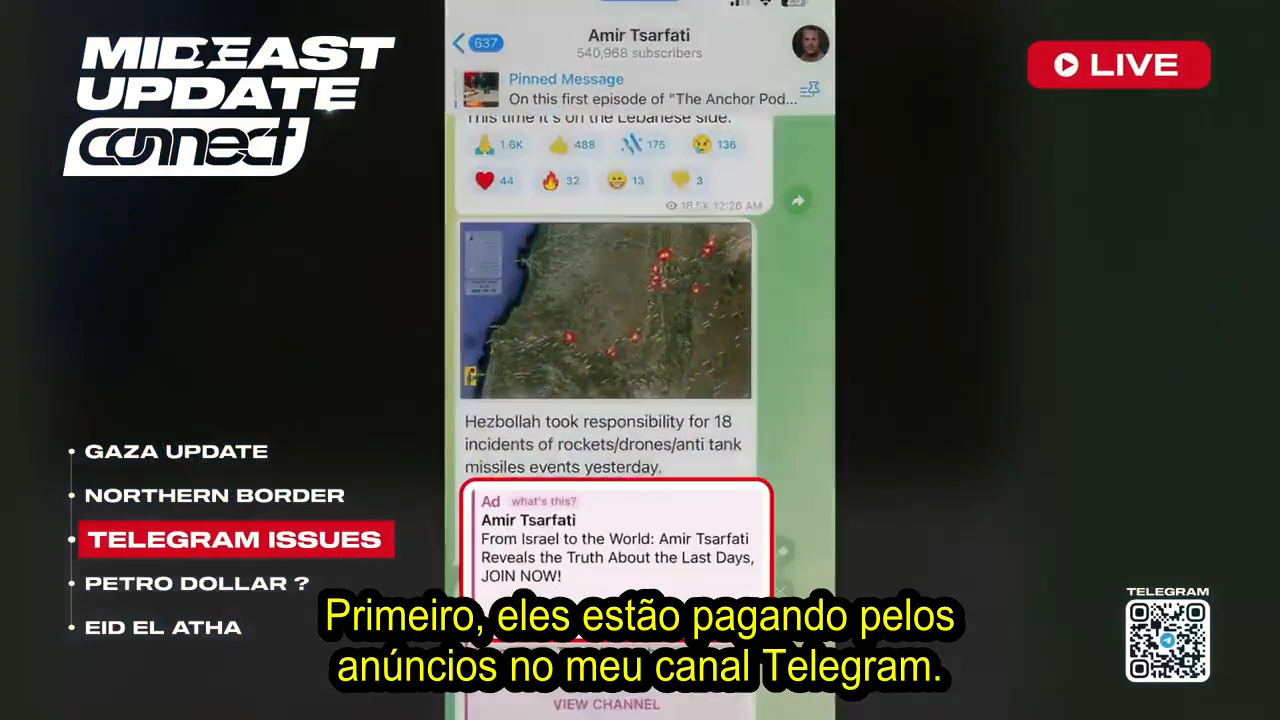 MIDEAST
UPDATE
connect
LIVE
637
Amir Tsarfati
540,968 subscribers
Pinned Message
On this first episode of "The Anchor Pod...
This time it's on the Lebanese side.
1.6K 488 175 136
44 32 13 3
18.5K 12:26 AM
Hezbollah took responsibility for 18
incidents of rockets/drones/anti tank
missiles events yesterday.
Ad what's this?
Amir Tsarfati
From Israel to the World: Amir Tsarfati
Reveals the Truth About the Last Days,
JOIN NOW!
VIEW CHANNEL
• GAZA UPDATE
• NORTHERN BORDER
• TELEGRAM ISSUES
• PETRO DOLLAR ?
• EID EL ATHA
TELEGRAM
Primeiro, eles estão pagando pelos
anúncios no meu canal Telegram.